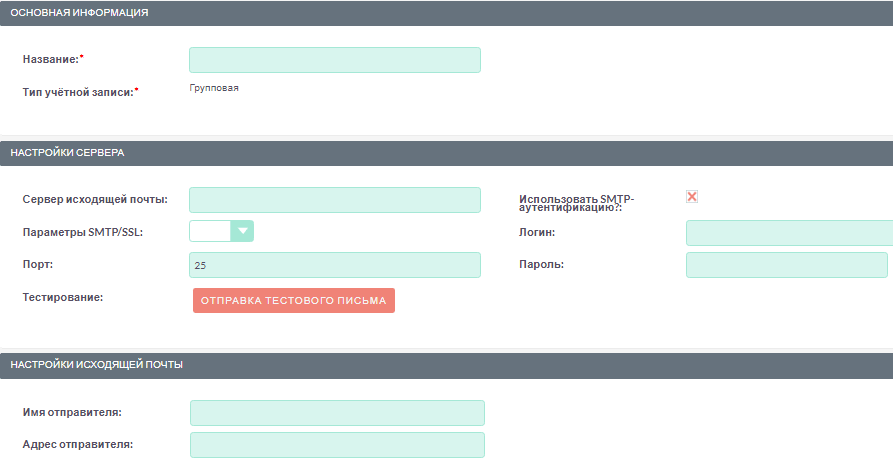 ОСНОВНАЯ ИНФОРМАЦИЯ
Название:*
Тип учётной записи:* Групповая
НАСТРОЙКИ СЕРВЕРА
Сервер исходящей почты:
Использовать SMTP-
аутентификацию?:
Параметры SMTP/SSL:
Логин:
Порт: 25
Пароль:
Тестирование: ОТПРАВКА ТЕСТОВОГО ПИСЬМА
НАСТРОЙКИ ИСХОДЯЩЕЙ ПОЧТЫ
Имя отправителя:
Адрес отправителя: